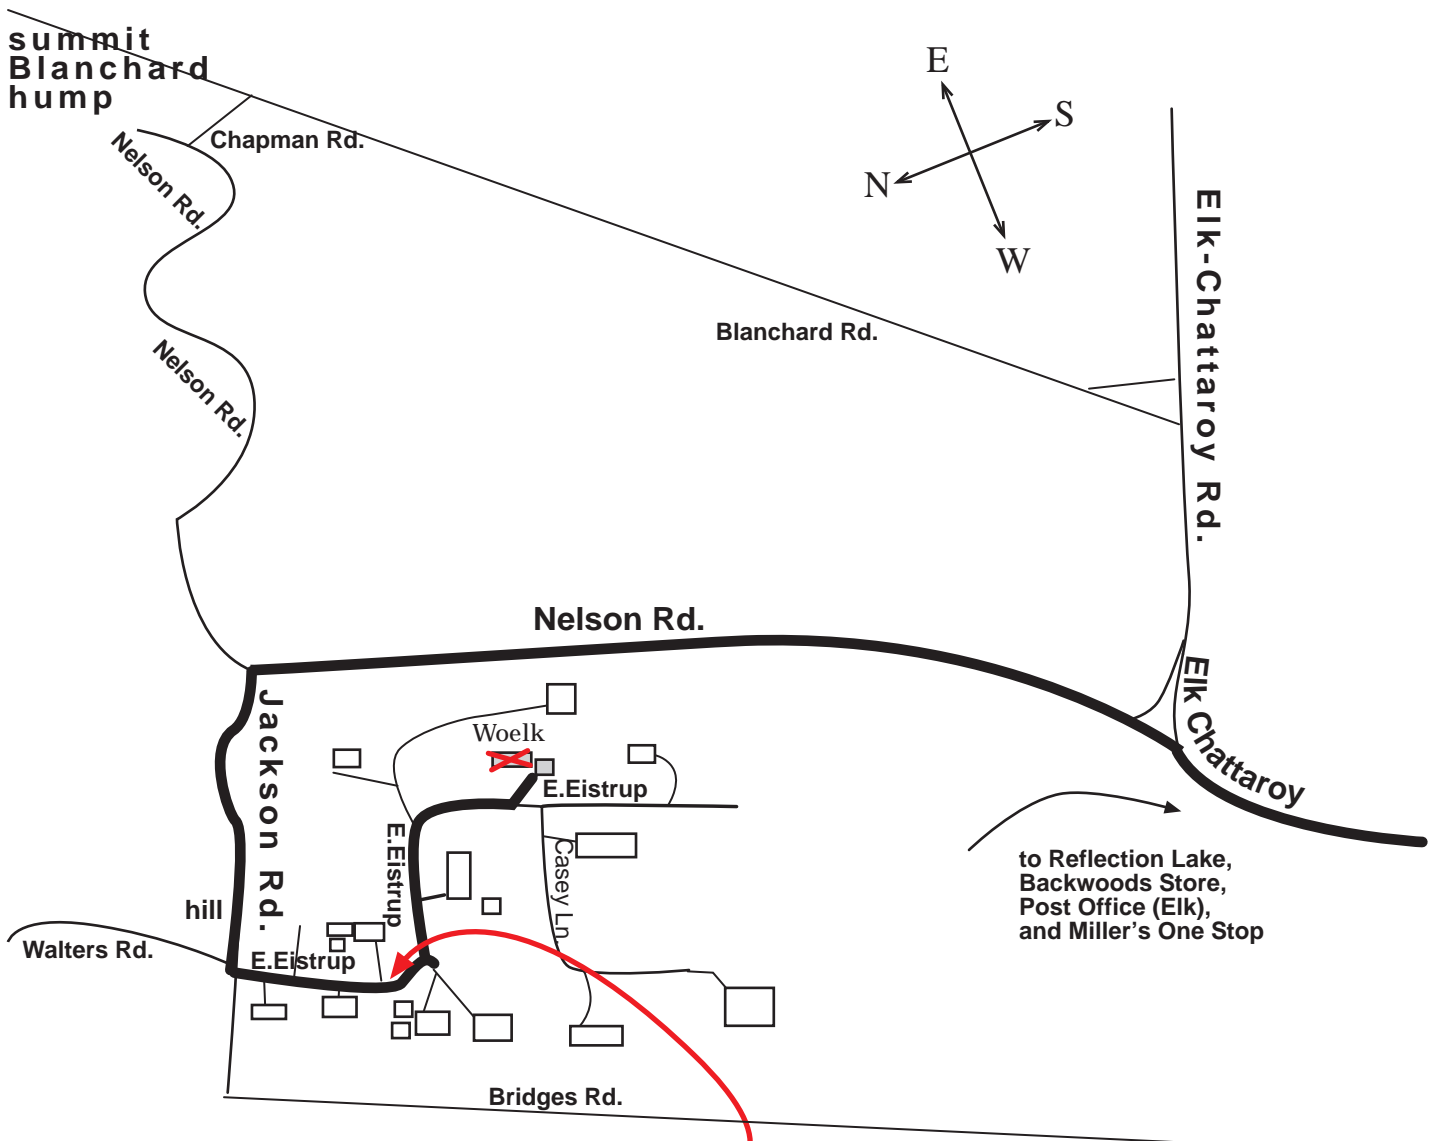 summit
Blanchard
hump
Chapman Rd.
Nelson Rd.
Nelson Rd.
E
S
N
W
Elk-Chattaroy Rd.
Blanchard Rd.
Nelson Rd.
Elk Chattaroy
Jackson Rd.
Woelk
E.Eistrup
E.Eistrup
Casey Ln.
hill
Walters Rd.
E.Eistrup
to Reflection Lake,
Backwoods Store,
Post Office (Elk),
and Miller's One Stop
Bridges Rd.